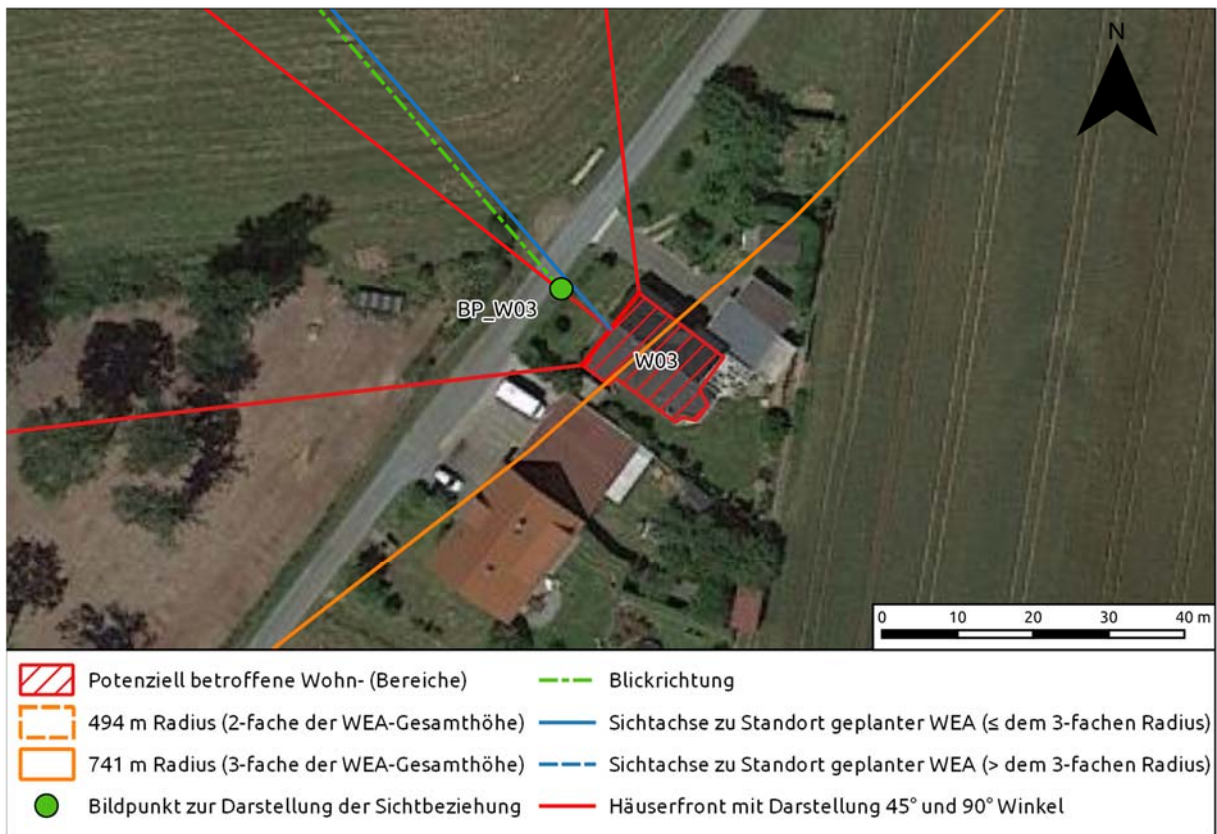 N
BP_W03
W03
0 10 20 30 40 m
Potenziell betroffene Wohn- (Bereiche)
494 m Radius (2-fache der WEA-Gesamthöhe)
741 m Radius (3-fache der WEA-Gesamthöhe)
Bildpunkt zur Darstellung der Sichtbeziehung
Blickrichtung
Sichtachse zu Standort geplanter WEA (≤ dem 3-fachen Radius)
Sichtachse zu Standort geplanter WEA (> dem 3-fachen Radius)
Häuserfront mit Darstellung 45° und 90° Winkel